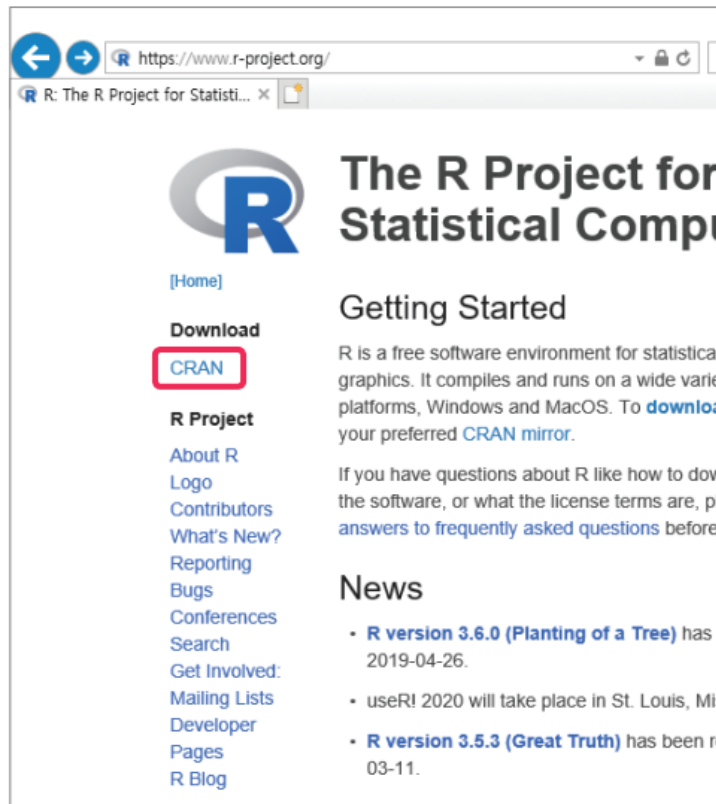 https://www.r-project.org/
R: The R Project for Statisti...
R
The R Project for
Statistical Compu
[Home]
Download
CRAN
R Project
About R
Logo
Contributors
What's New?
Reporting
Bugs
Conferences
Search
Get Involved:
Mailing Lists
Developer
Pages
R Blog
Getting Started
R is a free software environment for statistica
graphics. It compiles and runs on a wide varie
platforms, Windows and MacOS. To downloa
your preferred CRAN mirror.
If you have questions about R like how to dow
the software, or what the license terms are, p
answers to frequently asked questions before
News
• R version 3.6.0 (Planting of a Tree) has
2019-04-26.
• useR! 2020 will take place in St. Louis, Mis
• R version 3.5.3 (Great Truth) has been r
03-11.